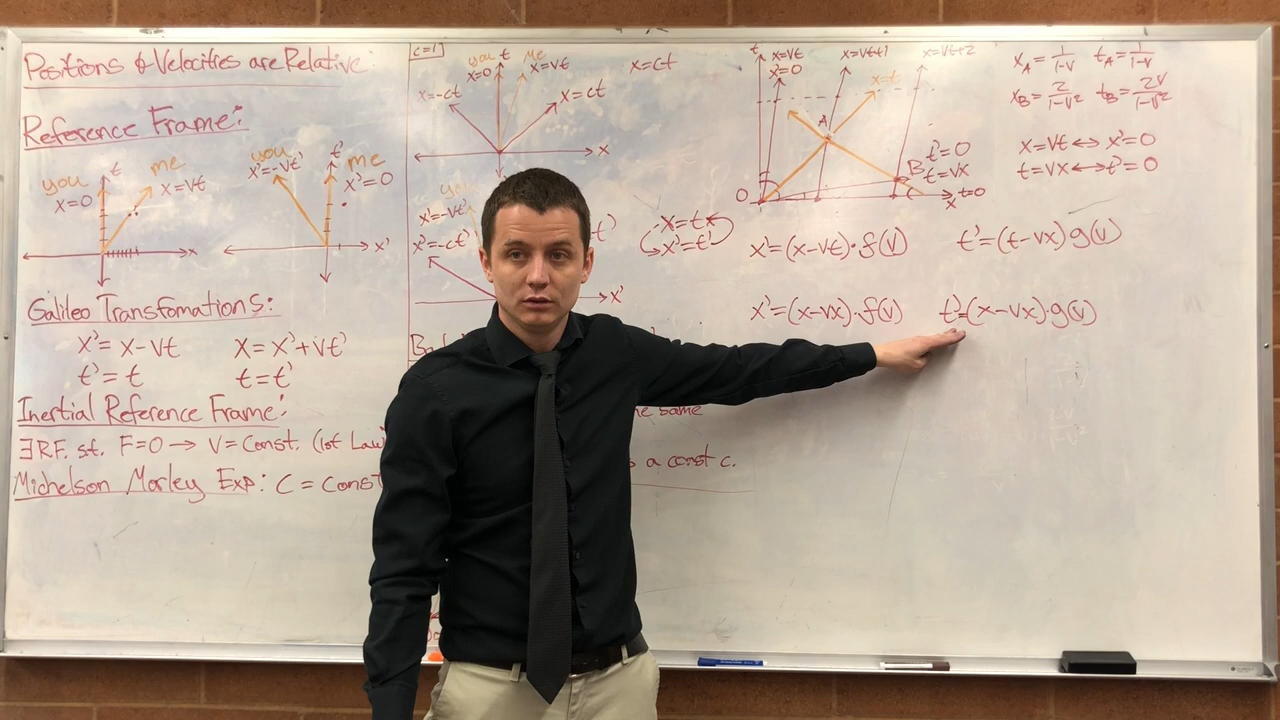 Positions & Velocities are Relative:
Reference Frame:
you
x=0
t
me
x=vt
x
you
x'=-vt'
t'
me
x'=0
x'
Galileo Transfomations:
x'= x-vt
x= x'+vt'
t'= t
t= t'
Inertial Reference Frame:
∃R.F. st. F=0 → V= Const. (1st Law)
Michelson Morley Exp: C = Const
c=1
you
x=0
t
Me
x=vt
x=ct
x=-ct
x=ct
x
x'=-vt'
x'=-ct'
x'
x=t
x'=t'
the same
a const c.
t
x=vt
x=0
x=vt+1
x=vt+2
x=t
A
B
t'=0
t=vx
0
x
t=0
x_A = 1/1-v
t_A = 1/1-v
x_B = 2/1-v²
t_B = 2v/1-v²
x=vt ↔ x'=0
t=vx ↔ t'=0
x'=(x-vt)·f(v)
t'=(t-vx)g(v)
x'=(x-vx)·f(v)
t'=(x-vx)·g(v)